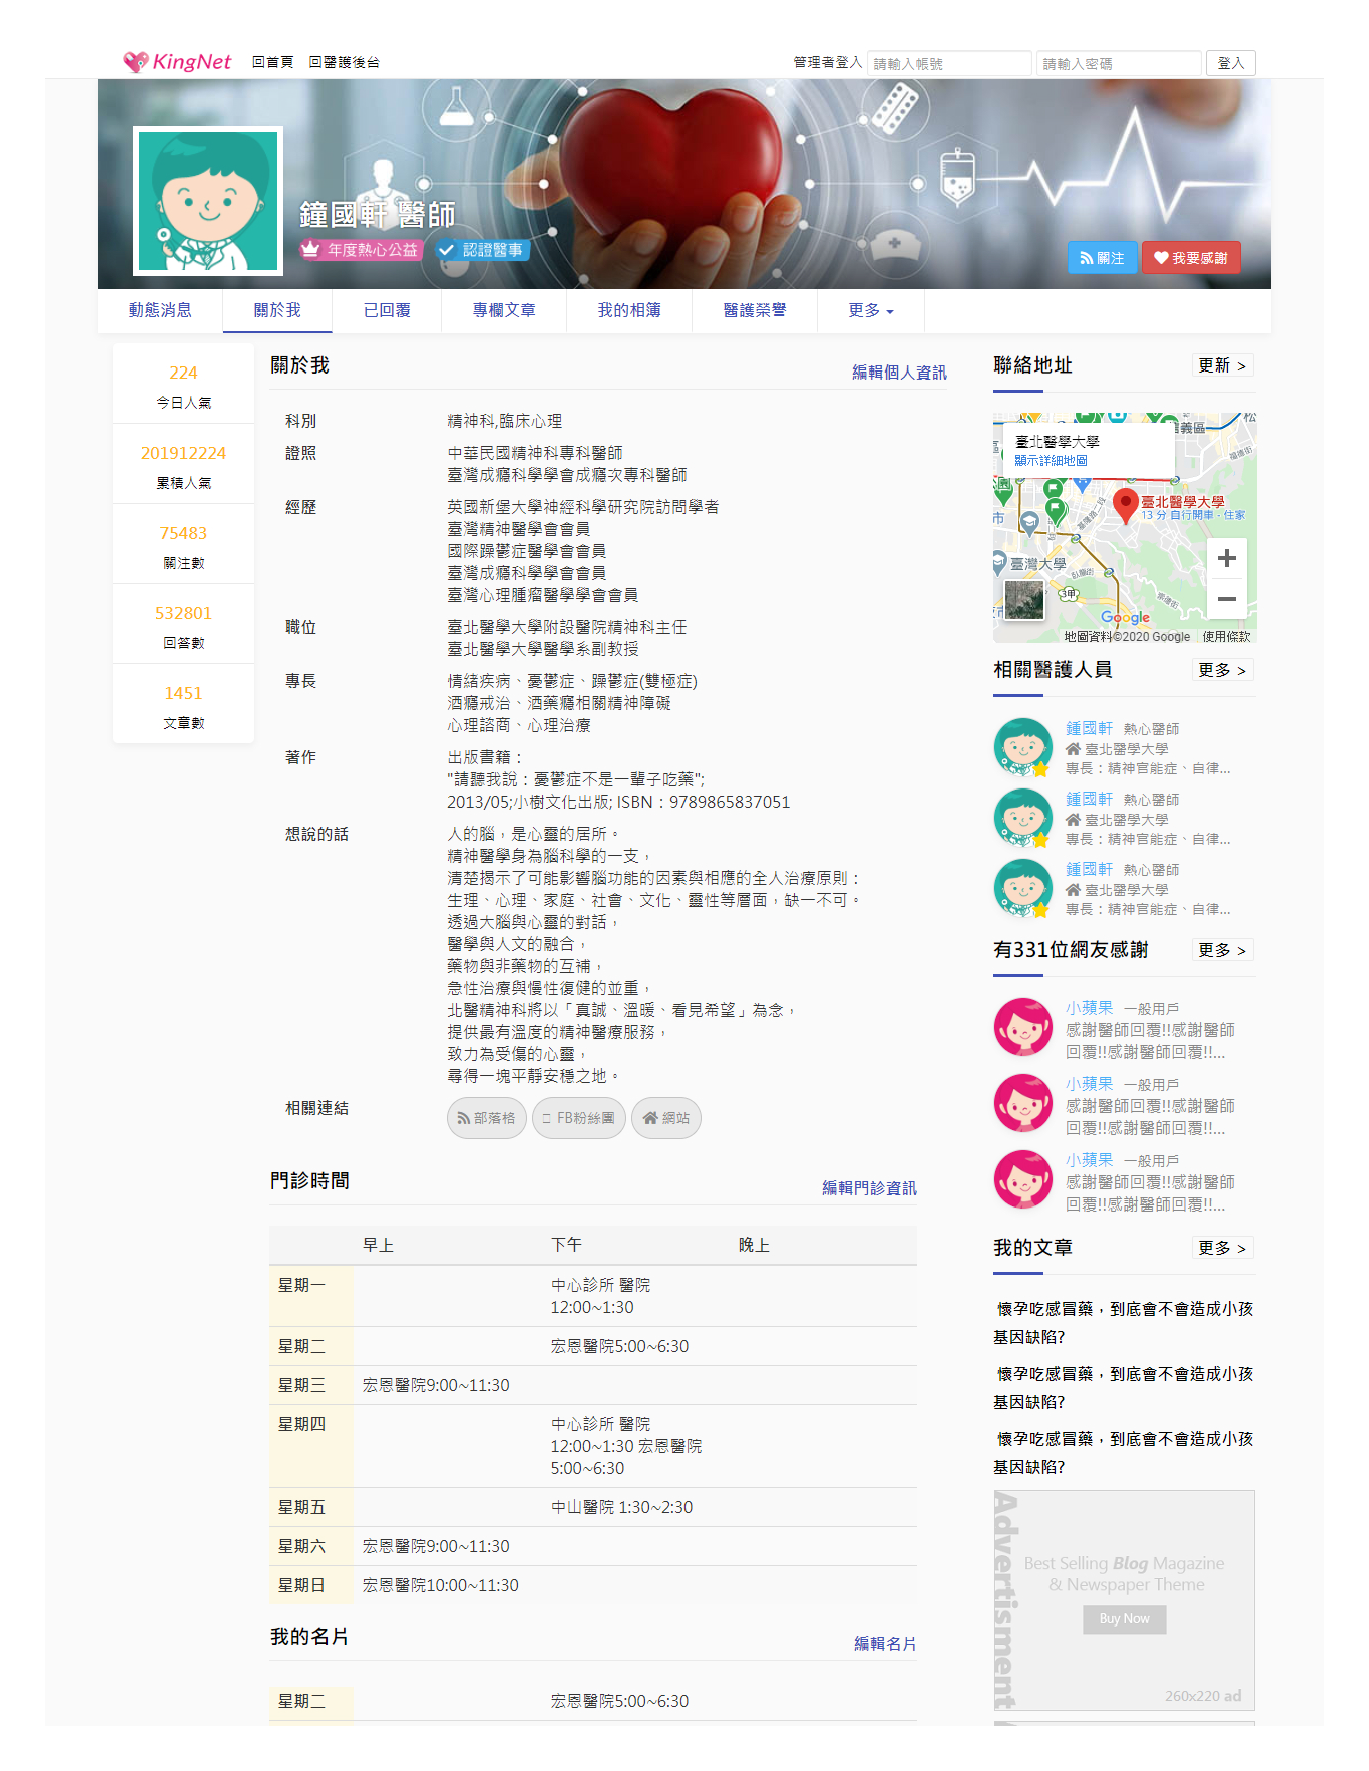 KingNet 回首頁 回醫護後台 管理者登入 請輸入帳號 請輸入密碼 登入
鐘國軒 醫師
年度熱心公益 認證醫事
關注 我要感謝
動態消息 關於我 已回覆 專欄文章 我的相簿 醫護榮譽 更多
224
今日人氣
201912224
累積人氣
75483
關注數
532801
回答數
1451
文章數
關於我 編輯個人資訊
科別 精神科,臨床心理
證照 中華民國精神科專科醫師
臺灣成癮科學學會成癮次專科醫師
經歷 英國新堡大學神經科學研究院訪問學者
臺灣精神醫學會會員
國際躁鬱症醫學會會員
臺灣成癮科學學會會員
臺灣心理腫瘤醫學學會會員
職位 臺北醫學大學附設醫院精神科主任
臺北醫學大學醫學系副教授
專長 情緒疾病、憂鬱症、躁鬱症(雙極症)
酒癮戒治、酒藥癮相關精神障礙
心理諮商、心理治療
著作 出版書籍：
"請聽我說：憂鬱症不是一輩子吃藥";
2013/05;小樹文化出版; ISBN：9789865837051
想說的話 人的腦，是心靈的居所。
精神醫學身為腦科學的一支，
清楚揭示了可能影響腦功能的因素與相應的全人治療原則：
生理、心理、家庭、社會、文化、靈性等層面，缺一不可。
透過大腦與心靈的對話，
醫學與人文的融合，
藥物與非藥物的互補，
急性治療與慢性復健的並重，
北醫精神科將以「真誠、溫暖、看見希望」為念，
提供最有溫度的精神醫療服務，
致力為受傷的心靈，
尋得一塊平靜安穩之地。
相關連結 部落格 FB粉絲團 網站
門診時間 編輯門診資訊
早上 下午 晚上
星期一 中心診所 醫院
12:00~1:30
星期二 宏恩醫院5:00~6:30
星期三 宏恩醫院9:00~11:30
星期四 中心診所 醫院
12:00~1:30 宏恩醫院
5:00~6:30
星期五 中山醫院 1:30~2:30
星期六 宏恩醫院9:00~11:30
星期日 宏恩醫院10:00~11:30
我的名片 編輯名片
星期二 宏恩醫院5:00~6:30
聯絡地址 更新 >
臺北醫學大學
顯示詳細地圖
臺北醫學大學
13 分 自行開車 - 住家
臺灣大學
Google
地圖資料©2020 Google 使用條款
相關醫護人員 更多 >
鍾國軒 熱心醫師
臺北醫學大學
專長：精神官能症、自律...
鍾國軒 熱心醫師
臺北醫學大學
專長：精神官能症、自律...
鍾國軒 熱心醫師
臺北醫學大學
專長：精神官能症、自律...
有331位網友感謝 更多 >
小蘋果 一般用戶
感謝醫師回覆!!感謝醫師
回覆!!感謝醫師回覆!!...
小蘋果 一般用戶
感謝醫師回覆!!感謝醫師
回覆!!感謝醫師回覆!!...
小蘋果 一般用戶
感謝醫師回覆!!感謝醫師
回覆!!感謝醫師回覆!!...
我的文章 更多 >
懷孕吃感冒藥，到底會不會造成小孩
基因缺陷?
懷孕吃感冒藥，到底會不會造成小孩
基因缺陷?
懷孕吃感冒藥，到底會不會造成小孩
基因缺陷?
Advertisment
Best Selling Blog Magazine
& Newspaper Theme
Buy Now
260x220 ad